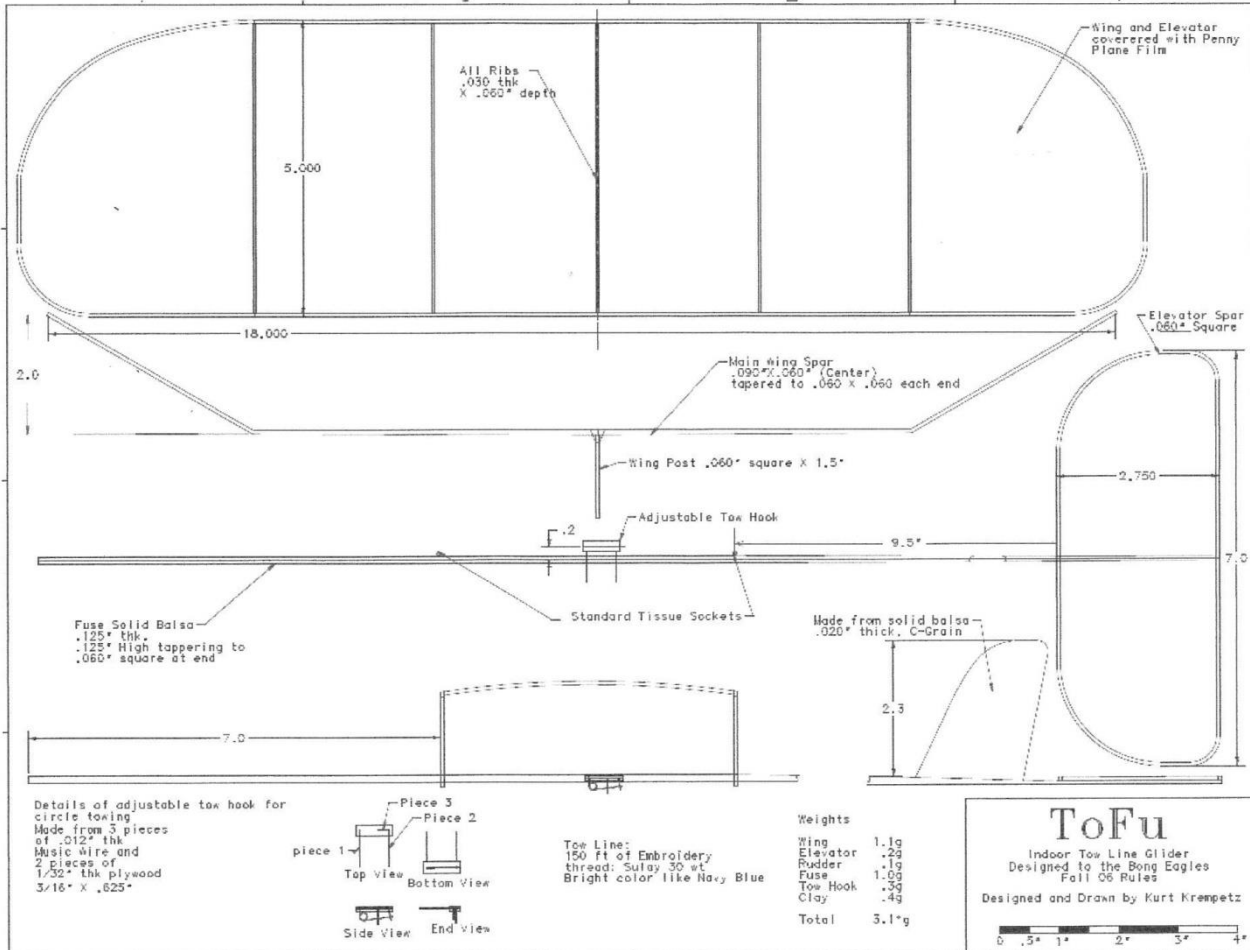 Wing and Elevator
coverered with Penny
Plane Film
All Ribs
.030 thk
X .060" depth
5.000
18.000
Elevator Spar
.060" Square
2.0
Main Wing Spar
.090"X.060" (Center)
tapered to .060 X .060 each end
Wing Post .060" square X 1.5"
2.750
.2
Adjustable Tow Hook
9.5"
7.0
Standard Tissue Sockets
Fuse Solid Balsa
.125" thk.
.125" High tappering to
.060" square at end
Made from solid balsa
.020" thick, C-Grain
2.3
7.0
Details of adjustable tow hook for
circle towing
Made from 3 pieces
of .012" thk
Music Wire and
2 pieces of
1/32" thk plywood
3/16" X .625"
Piece 3
Piece 2
piece 1
Top View
Bottom View
Side View
End view
Tow Line:
150 ft of Embroidery
thread: Sulay 30 wt
Bright color like Navy Blue
Weights
Wing 1.1g
Elevator .2g
Rudder .1g
Fuse 1.0g
Tow Hook .3g
Clay .4g
Total 3.1"g
ToFu
Indoor Tow Line Glider
Designed to the Bong Eagles
Fall 06 Rules
Designed and Drawn by Kurt Krempetz
0 .5" 1" 2" 3" 4"